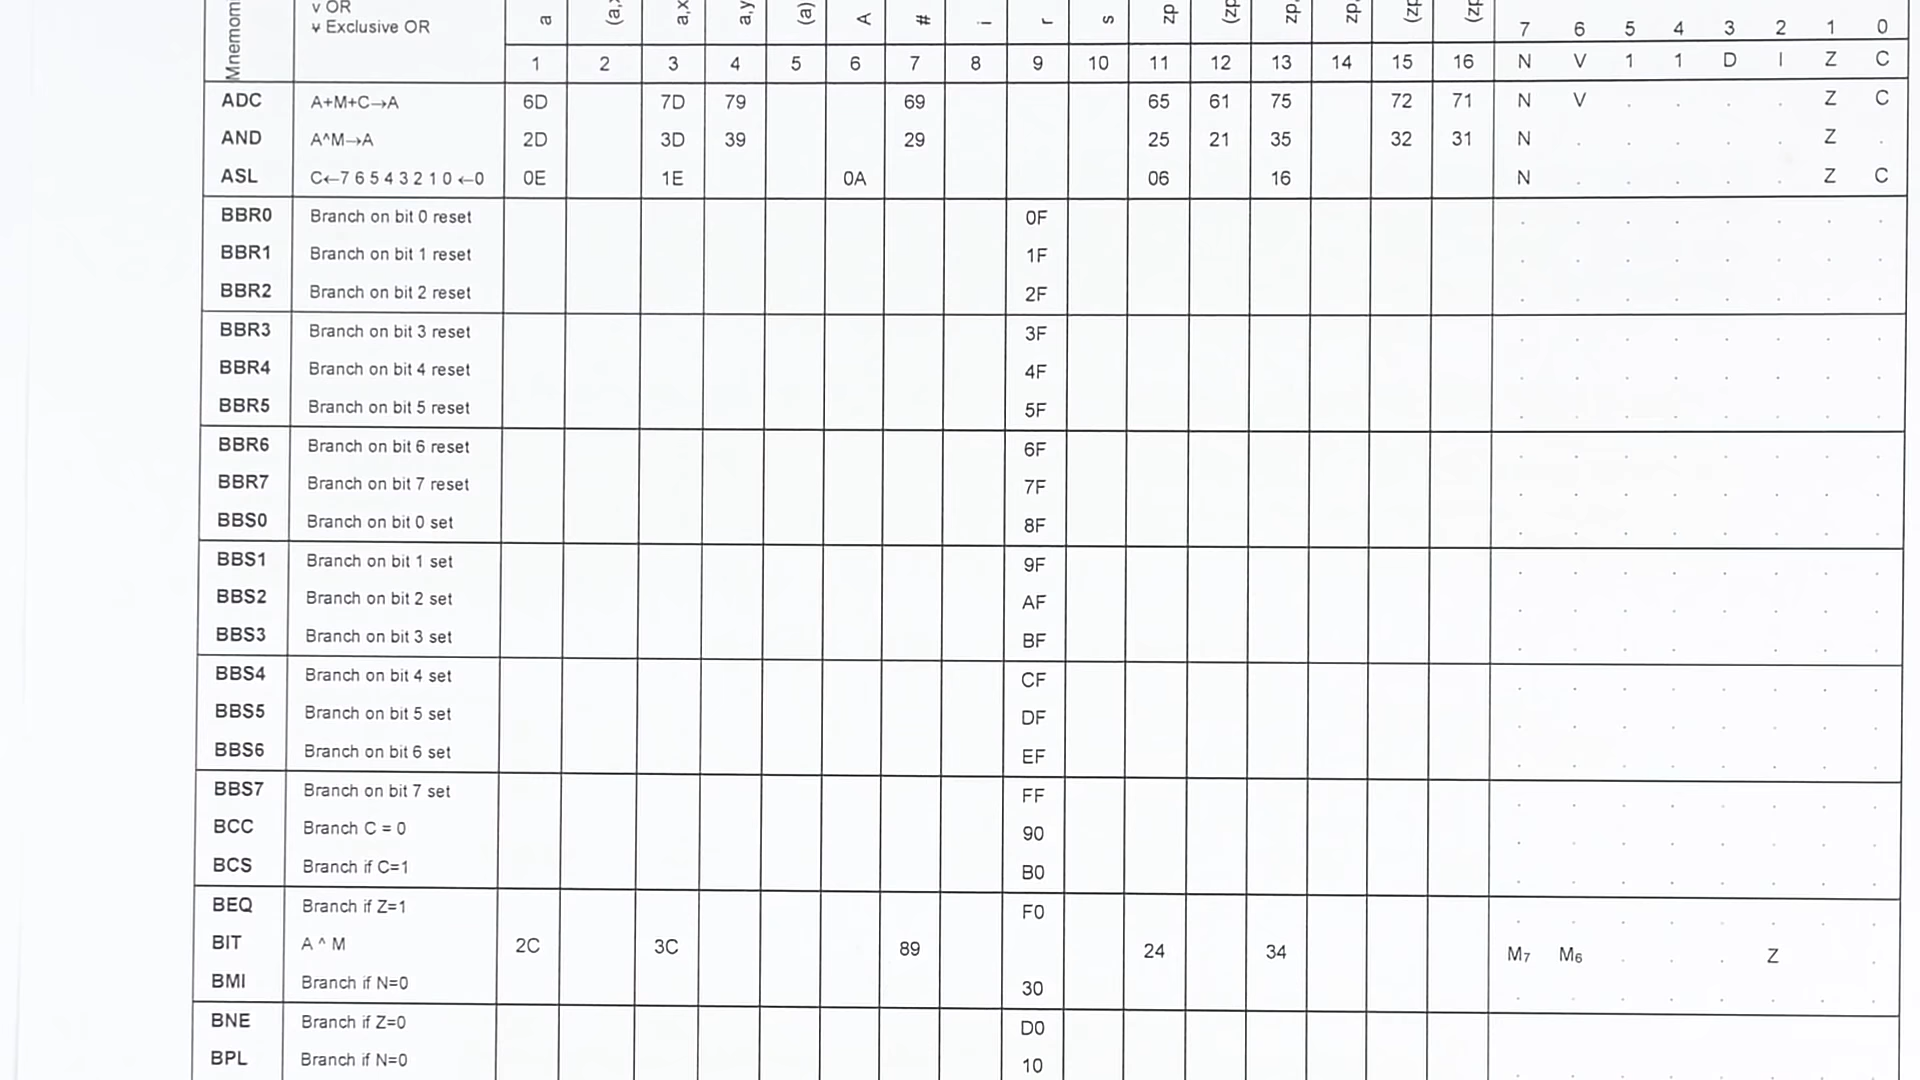 v OR
⊻ Exclusive OR
Mnemoni
a (a,x a,x a,y (a) A # i r s zp (zp zp, zp, (zp (zp 7 6 5 4 3 2 1 0
1 2 3 4 5 6 7 8 9 10 11 12 13 14 15 16 N V 1 1 D I Z C
ADC A+M+C→A 6D 7D 79 69 65 61 75 72 71 N V . . . . Z C
AND A^M→A 2D 3D 39 29 25 21 35 32 31 N . . . . . Z .
ASL C←7 6 5 4 3 2 1 0 ←0 0E 1E 0A 06 16 N . . . . . Z C
BBR0 Branch on bit 0 reset 0F . . . . . . . .
BBR1 Branch on bit 1 reset 1F . . . . . . . .
BBR2 Branch on bit 2 reset 2F . . . . . . . .
BBR3 Branch on bit 3 reset 3F . . . . . . . .
BBR4 Branch on bit 4 reset 4F . . . . . . . .
BBR5 Branch on bit 5 reset 5F . . . . . . . .
BBR6 Branch on bit 6 reset 6F . . . . . . . .
BBR7 Branch on bit 7 reset 7F . . . . . . . .
BBS0 Branch on bit 0 set 8F . . . . . . . .
BBS1 Branch on bit 1 set 9F . . . . . . . .
BBS2 Branch on bit 2 set AF . . . . . . . .
BBS3 Branch on bit 3 set BF . . . . . . . .
BBS4 Branch on bit 4 set CF . . . . . . . .
BBS5 Branch on bit 5 set DF . . . . . . . .
BBS6 Branch on bit 6 set EF . . . . . . . .
BBS7 Branch on bit 7 set FF . . . . . . . .
BCC Branch C = 0 90 . . . . . . . .
BCS Branch if C=1 B0 . . . . . . . .
BEQ Branch if Z=1 F0 . . . . . . . .
BIT A ^ M 2C 3C 89 24 34 M7 M6 . . . Z .
BMI Branch if N=0 30 . . . . . . . .
BNE Branch if Z=0 D0
BPL Branch if N=0 10 . . . . . . . .